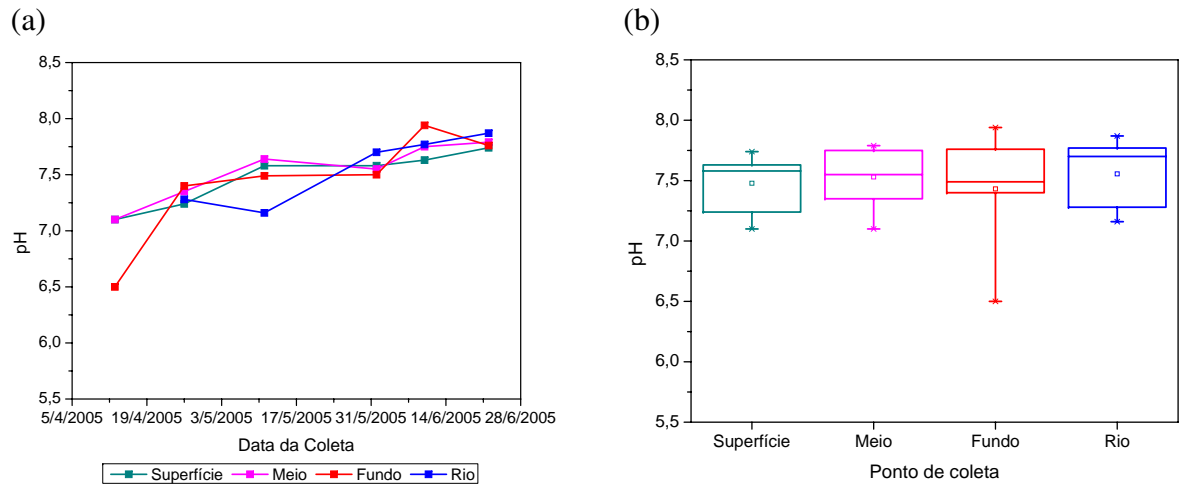 (a)
8,5
8,0
7,5
7,0
6,5
6,0
5,5
pH
5/4/2005 19/4/2005 3/5/2005 17/5/2005 31/5/2005 14/6/2005 28/6/2005
Data da Coleta
Superfície Meio Fundo Rio
(b)
8,5
8,0
7,5
7,0
6,5
6,0
5,5
pH
Superfície Meio Fundo Rio
Ponto de coleta